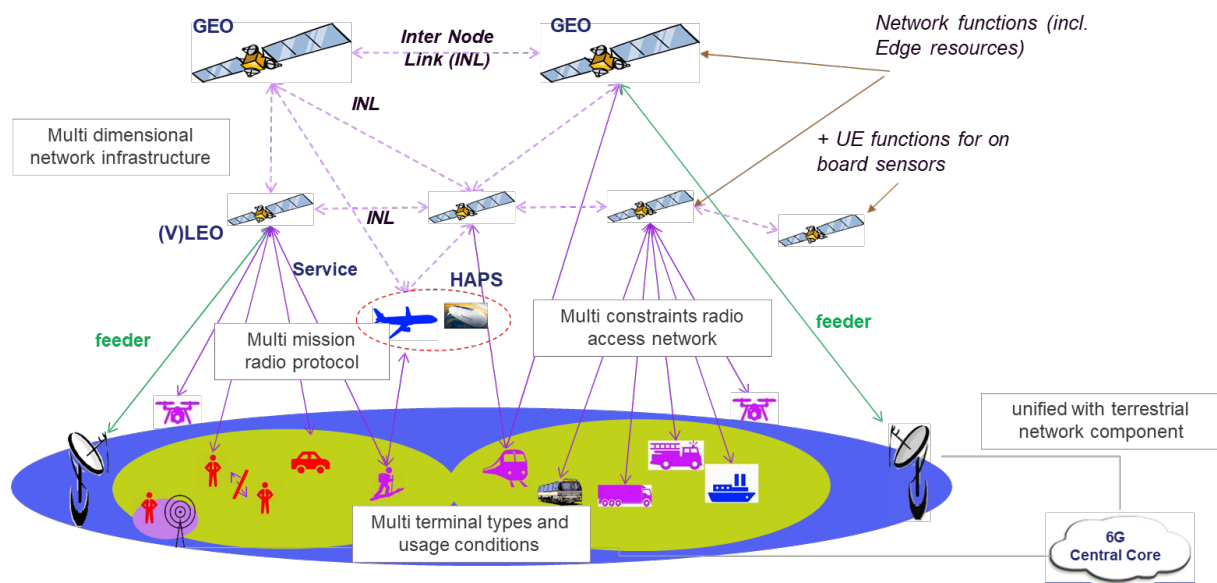 GEO
Inter Node
Link (INL)
GEO
Network functions (incl.
Edge resources)
INL
Multi dimensional
network infrastructure
+ UE functions for on
board sensors
INL
(V)LEO
Service
HAPS
feeder
Multi mission
radio protocol
Multi constraints radio
access network
feeder
unified with terrestrial
network component
Multi terminal types and
usage conditions
6G
Central Core